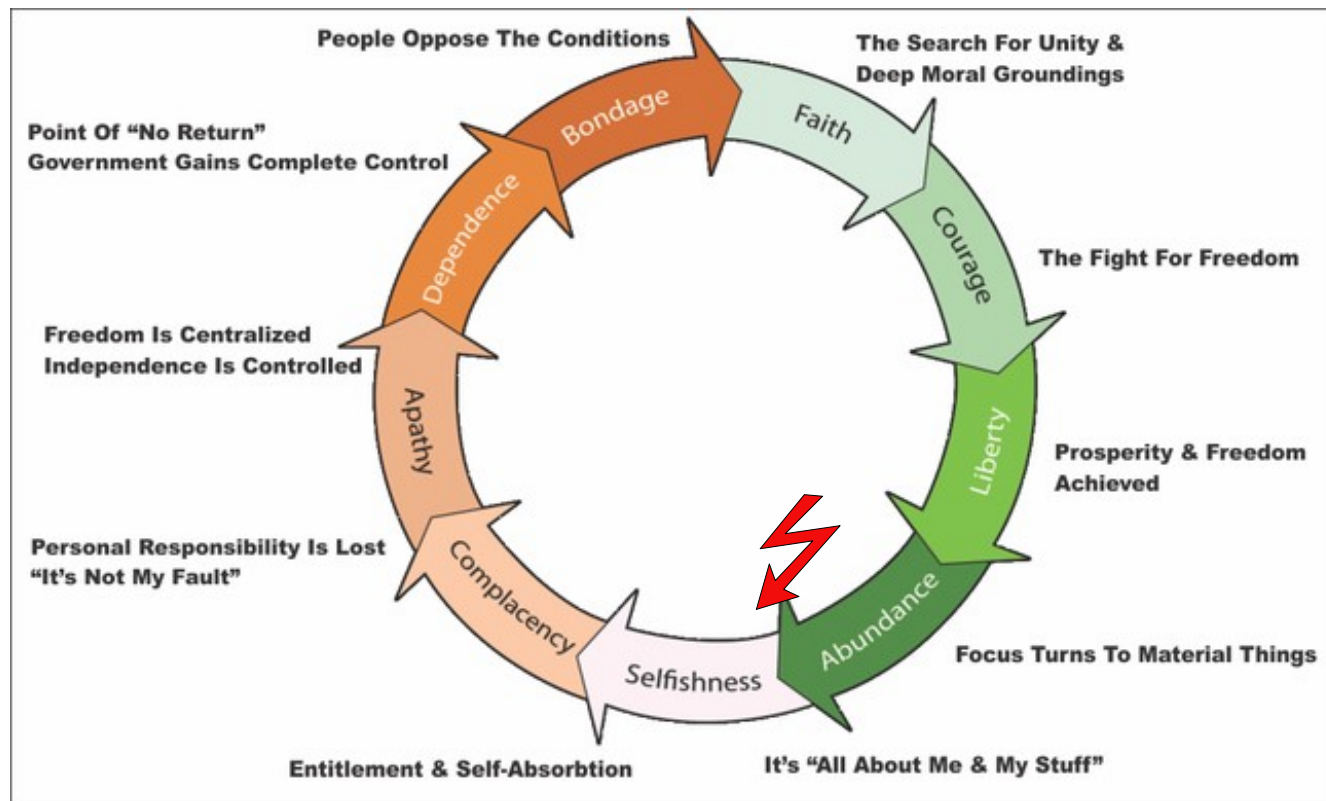 People Oppose The Conditions
Bondage
The Search For Unity &
Deep Moral Groundings
Faith
Courage
The Fight For Freedom
Liberty
Prosperity & Freedom
Achieved
Abundance
Focus Turns To Material Things
It's “All About Me & My Stuff”
Selfishness
Entitlement & Self-Absorbtion
Complacency
Personal Responsibility Is Lost
“It's Not My Fault”
Apathy
Freedom Is Centralized
Independence Is Controlled
Dependence
Point Of “No Return”
Government Gains Complete Control